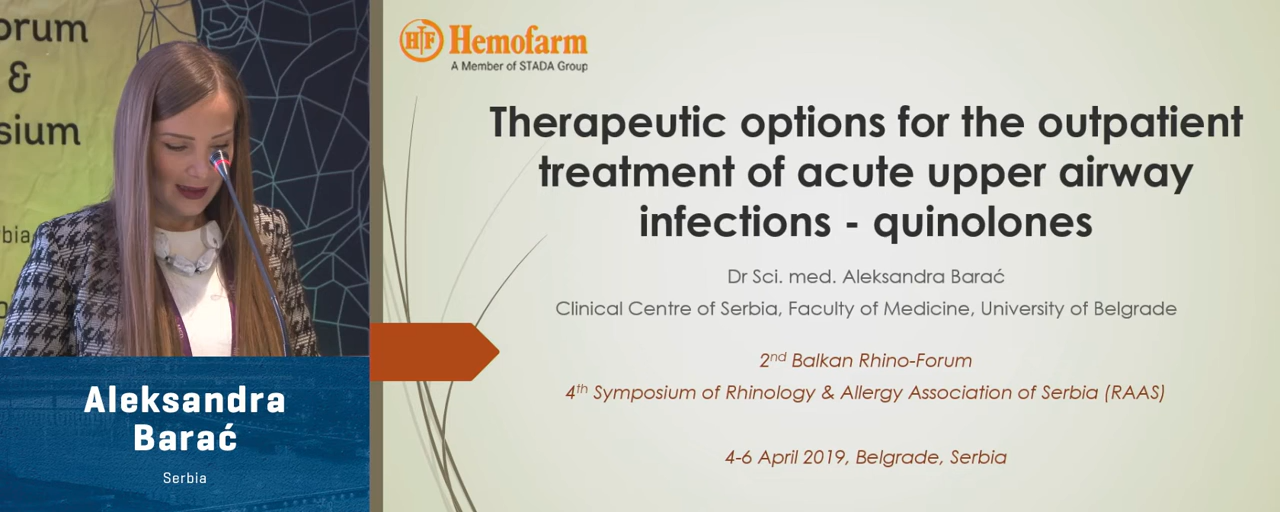 orum
&
sium
bia
Aleksandra
Barać
Serbia
HF Hemofarm
A Member of STADA Group
Therapeutic options for the outpatient
treatment of acute upper airway
infections - quinolones
Dr Sci. med. Aleksandra Barać
Clinical Centre of Serbia, Faculty of Medicine, University of Belgrade
2nd Balkan Rhino-Forum
4th Symposium of Rhinology & Allergy Association of Serbia (RAAS)
4-6 April 2019, Belgrade, Serbia